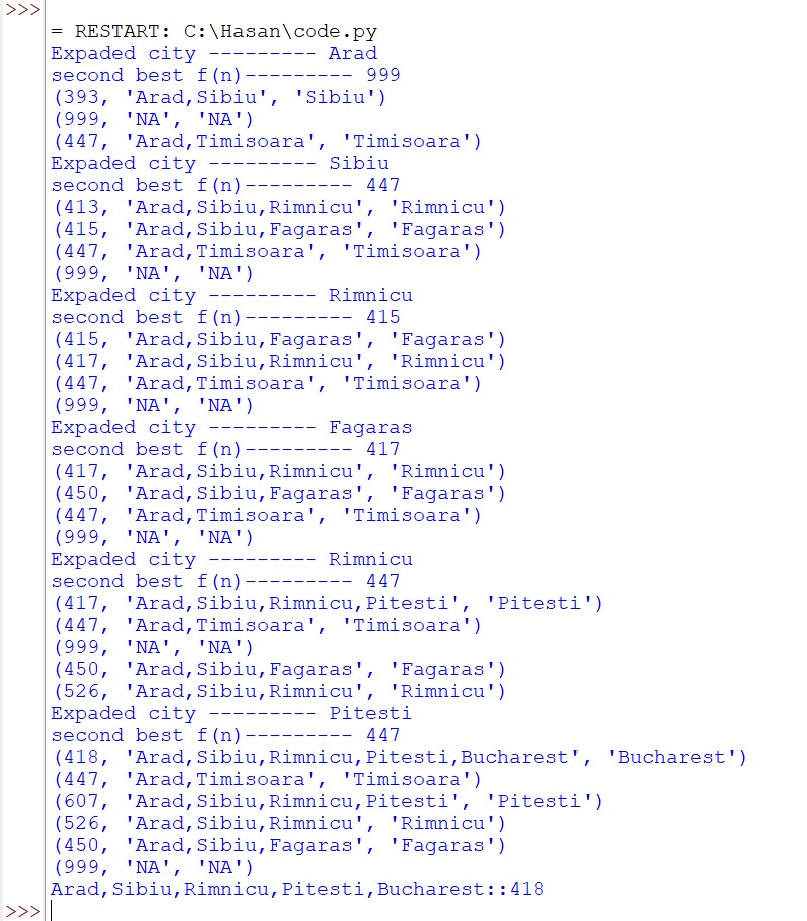 >>>
= RESTART: C:\Hasan\code.py
Expaded city --------- Arad
second best f(n)--------- 999
(393, 'Arad,Sibiu', 'Sibiu')
(999, 'NA', 'NA')
(447, 'Arad,Timisoara', 'Timisoara')
Expaded city --------- Sibiu
second best f(n)--------- 447
(413, 'Arad,Sibiu,Rimnicu', 'Rimnicu')
(415, 'Arad,Sibiu,Fagaras', 'Fagaras')
(447, 'Arad,Timisoara', 'Timisoara')
(999, 'NA', 'NA')
Expaded city --------- Rimnicu
second best f(n)--------- 415
(415, 'Arad,Sibiu,Fagaras', 'Fagaras')
(417, 'Arad,Sibiu,Rimnicu', 'Rimnicu')
(447, 'Arad,Timisoara', 'Timisoara')
(999, 'NA', 'NA')
Expaded city --------- Fagaras
second best f(n)--------- 417
(417, 'Arad,Sibiu,Rimnicu', 'Rimnicu')
(450, 'Arad,Sibiu,Fagaras', 'Fagaras')
(447, 'Arad,Timisoara', 'Timisoara')
(999, 'NA', 'NA')
Expaded city --------- Rimnicu
second best f(n)--------- 447
(417, 'Arad,Sibiu,Rimnicu,Pitesti', 'Pitesti')
(447, 'Arad,Timisoara', 'Timisoara')
(999, 'NA', 'NA')
(450, 'Arad,Sibiu,Fagaras', 'Fagaras')
(526, 'Arad,Sibiu,Rimnicu', 'Rimnicu')
Expaded city --------- Pitesti
second best f(n)--------- 447
(418, 'Arad,Sibiu,Rimnicu,Pitesti,Bucharest', 'Bucharest')
(447, 'Arad,Timisoara', 'Timisoara')
(607, 'Arad,Sibiu,Rimnicu,Pitesti', 'Pitesti')
(526, 'Arad,Sibiu,Rimnicu', 'Rimnicu')
(450, 'Arad,Sibiu,Fagaras', 'Fagaras')
(999, 'NA', 'NA')
Arad,Sibiu,Rimnicu,Pitesti,Bucharest::418
>>>